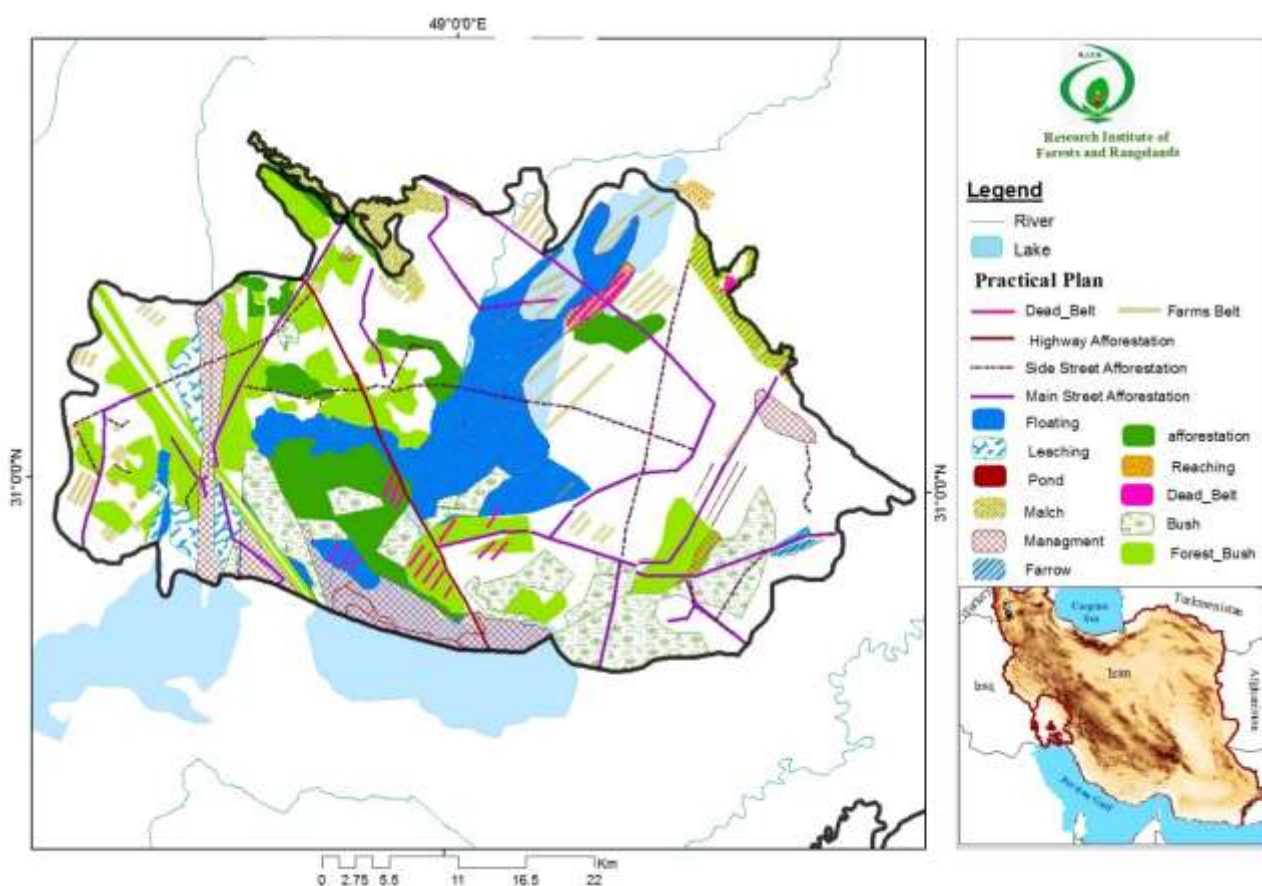 49°0'0"E
31°0'0"N
31°0'0"N
0 2.75 5.5 11 16.5 22
Km
R.I.F.R
Research Institute of
Forests and Rangelands
Legend
River
Lake
Practical Plan
Dead_Belt
Farms Belt
Highway Afforestation
Side Street Afforestation
Main Street Afforestation
Floating
Leaching
Pond
Malch
Managment
Farrow
afforestation
Reaching
Dead_Belt
Bush
Forest_Bush
Turkey
Caspian
Sea
Turkmenistan
Iraq
Iran
Afghanistan
Persian Gulf